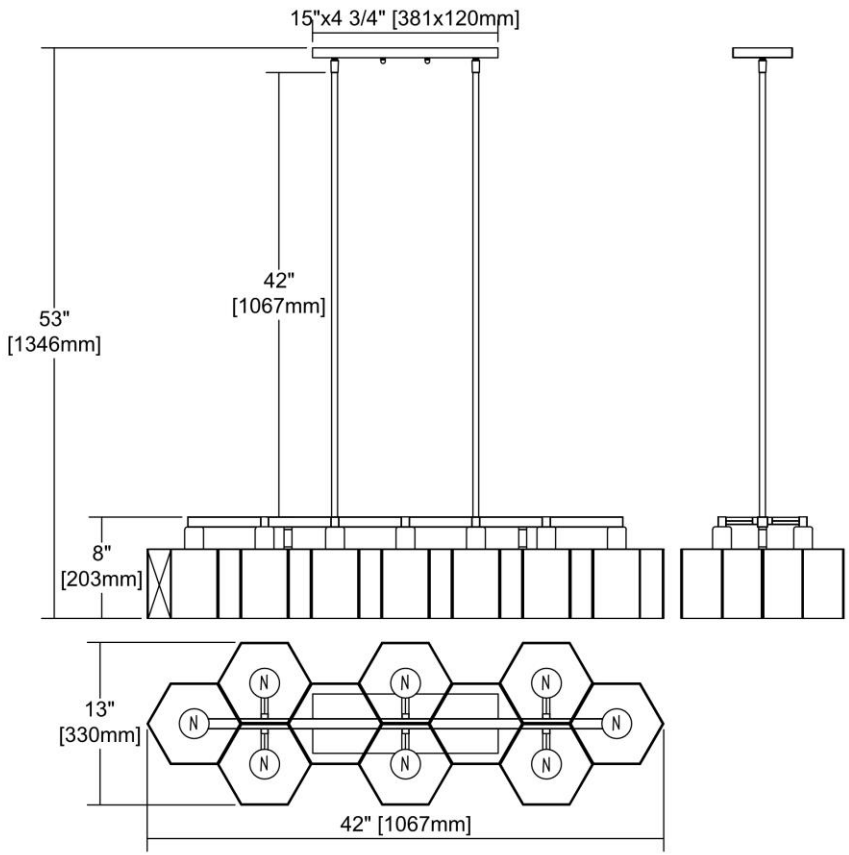 15"x4 3/4" [381x120mm]
42"
[1067mm]
53"
[1346mm]
8"
[203mm]
13"
[330mm]
N
N
N
N
N
N
N
N
42" [1067mm]